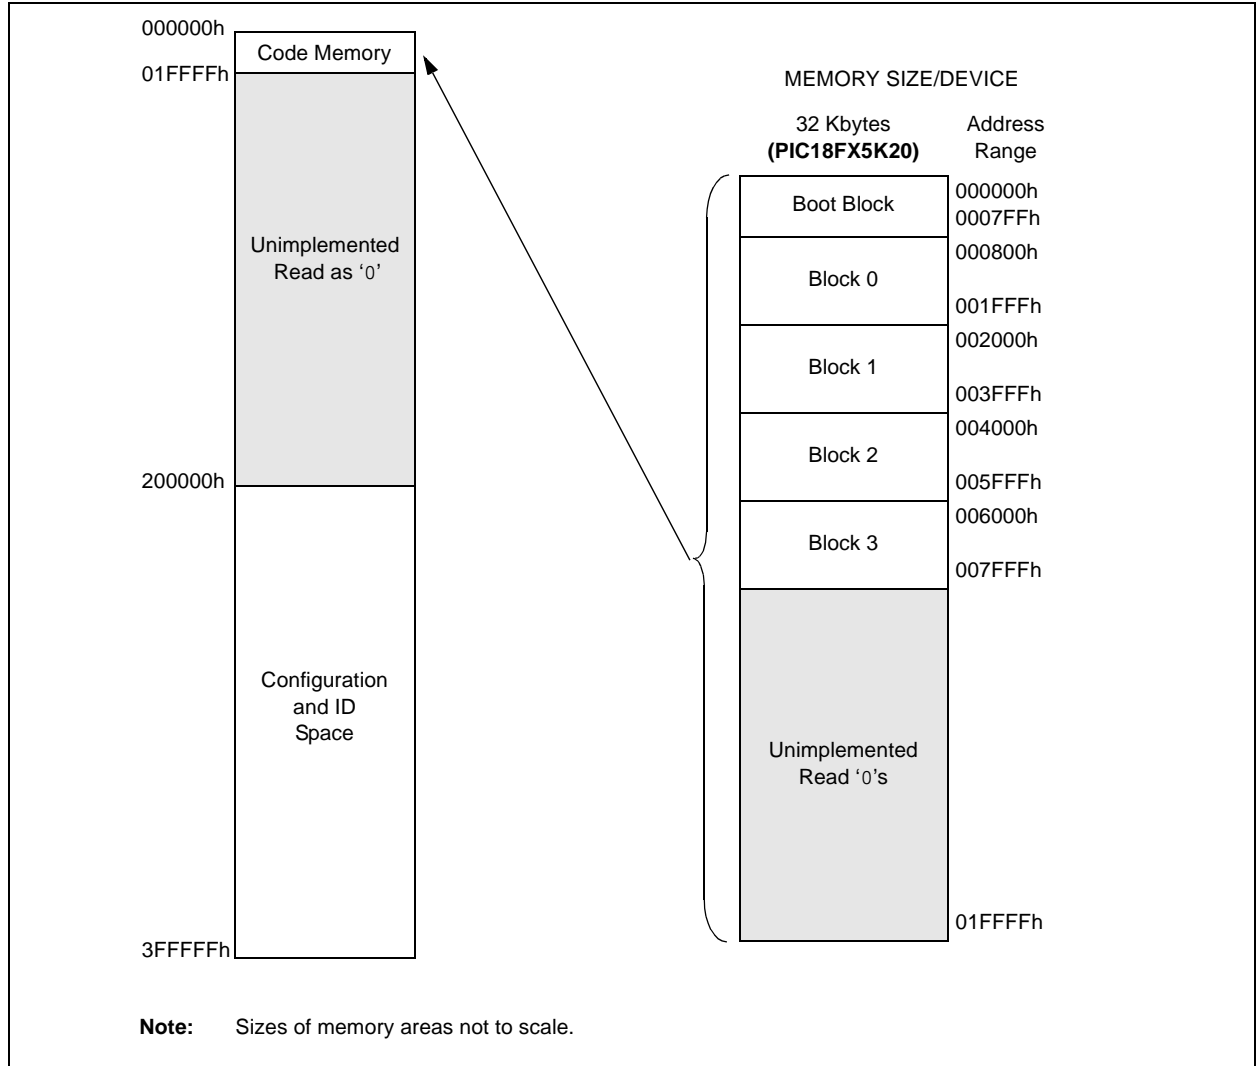 000000h
Code Memory
01FFFFh
Unimplemented
Read as ‘0’
200000h
Configuration
and ID
Space
3FFFFFh
MEMORY SIZE/DEVICE
32 Kbytes
(PIC18FX5K20)
Address
Range
Boot Block
000000h
0007FFh
Block 0
000800h
001FFFh
Block 1
002000h
003FFFh
Block 2
004000h
005FFFh
Block 3
006000h
007FFFh
Unimplemented
Read ‘0’s
01FFFFh
Note: Sizes of memory areas not to scale.